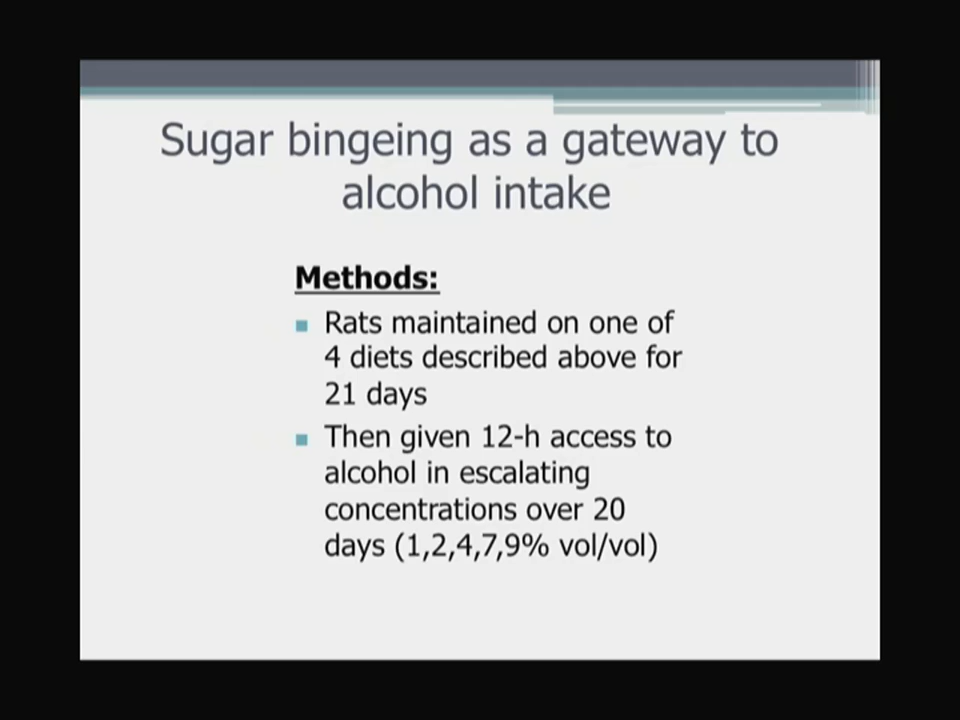 Sugar bingeing as a gateway to
alcohol intake
Methods:
Rats maintained on one of
4 diets described above for
21 days
Then given 12-h access to
alcohol in escalating
concentrations over 20
days (1,2,4,7,9% vol/vol)